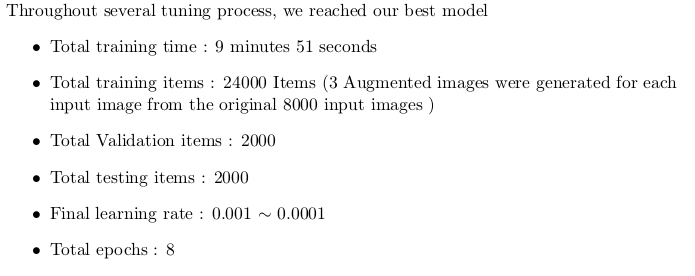 Throughout several tuning process, we reached our best model
• Total training time : 9 minutes 51 seconds
• Total training items : 24000 Items (3 Augmented images were generated for each
input image from the original 8000 input images )
• Total Validation items : 2000
• Total testing items : 2000
• Final learning rate : 0.001 ∼ 0.0001
• Total epochs : 8